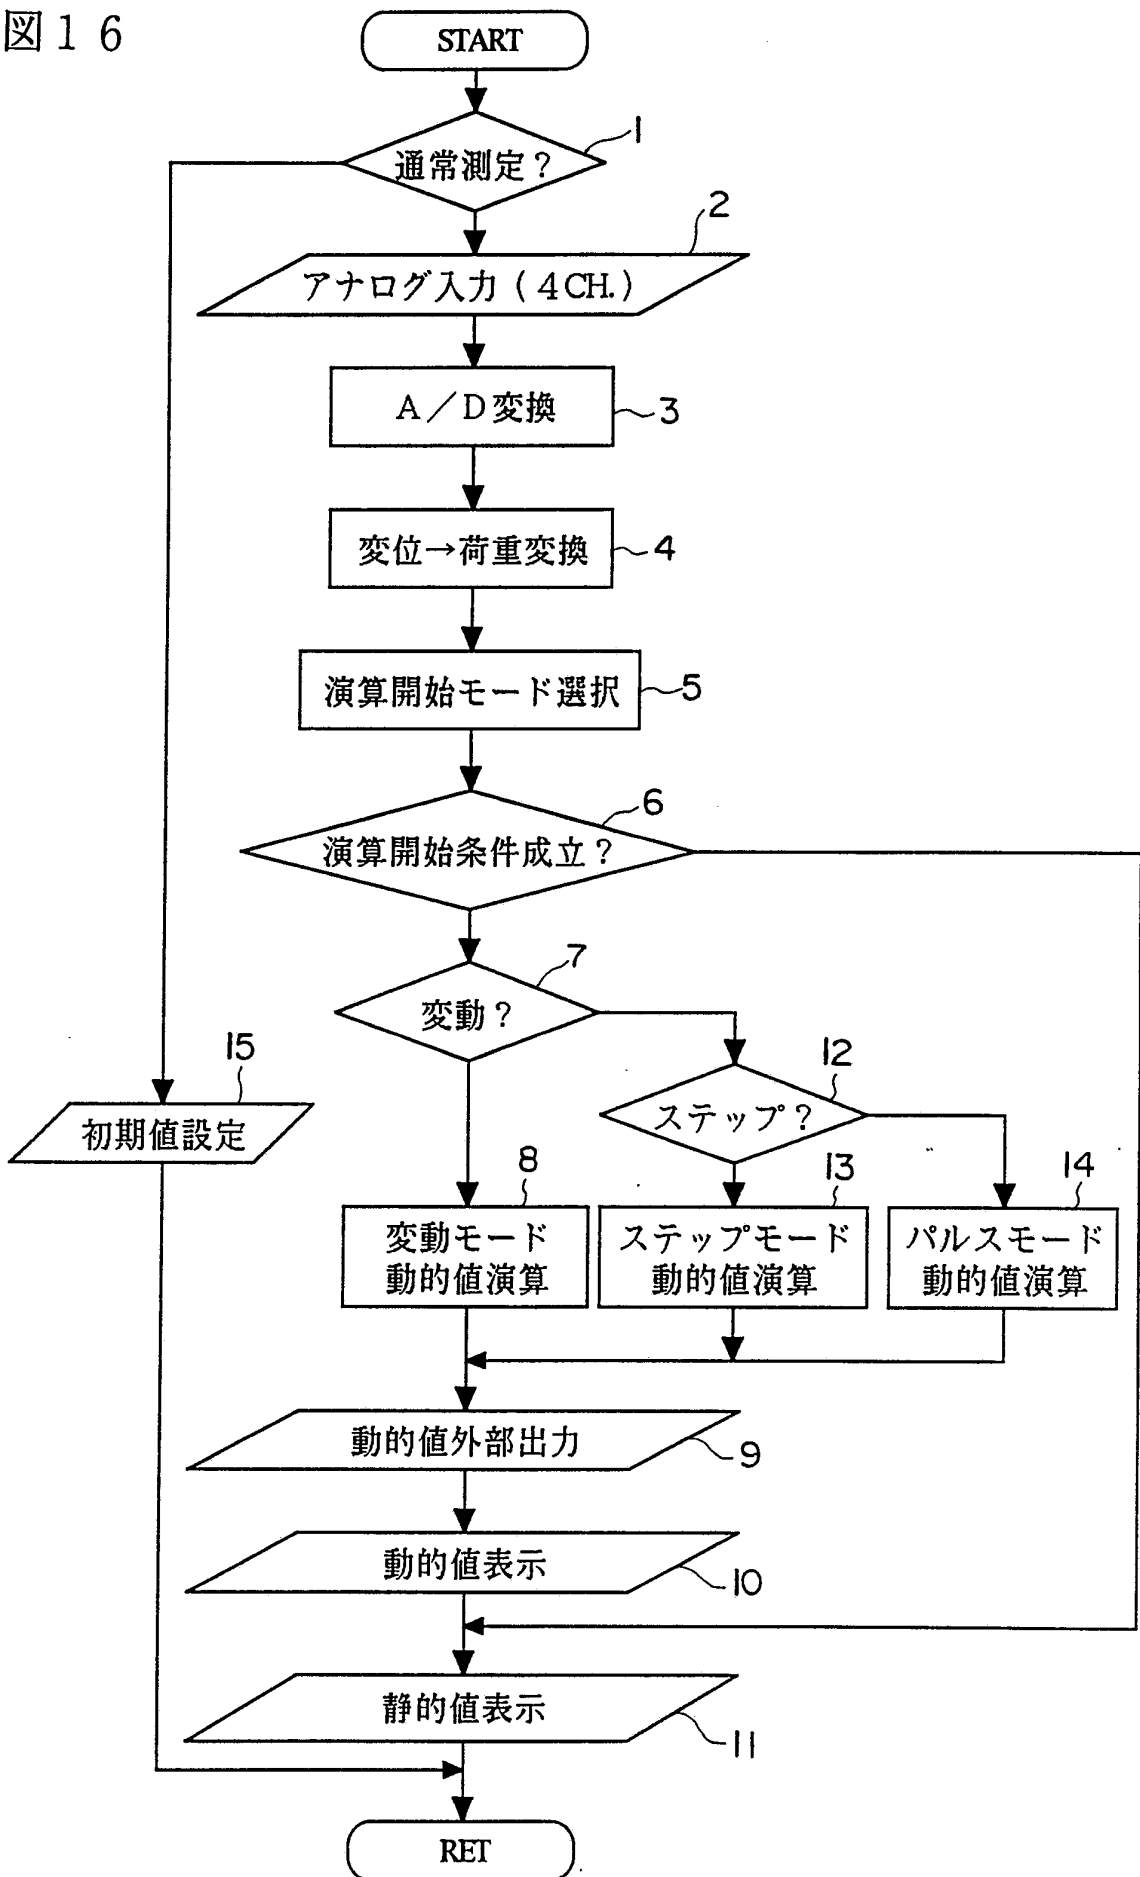 図16
START
通常測定?
1
アナログ入力(4CH.)
2
A/D変換
3
変位→荷重変換
4
演算開始モード選択
5
演算開始条件成立?
6
変動?
7
ステップ?
12
初期値設定
15
変動モード
動的値演算
8
ステップモード
動的値演算
13
パルスモード
動的値演算
14
動的値外部出力
9
動的値表示
10
静的値表示
11
RET